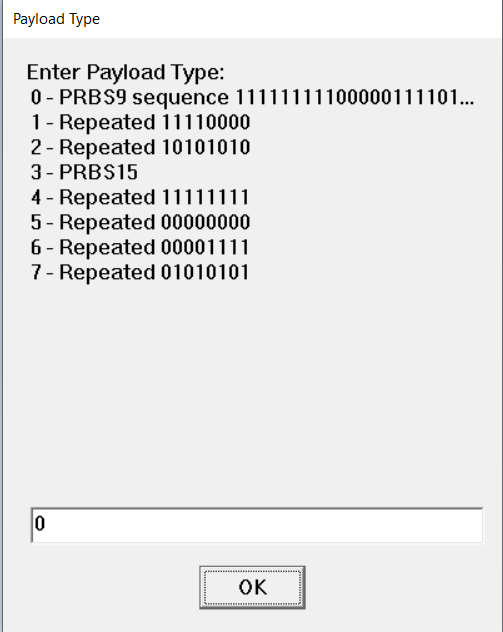 Payload Type
Enter Payload Type:
0 - PRBS9 sequence 11111111100000111101...
1 - Repeated 11110000
2 - Repeated 10101010
3 - PRBS15
4 - Repeated 11111111
5 - Repeated 00000000
6 - Repeated 00001111
7 - Repeated 01010101
0
OK